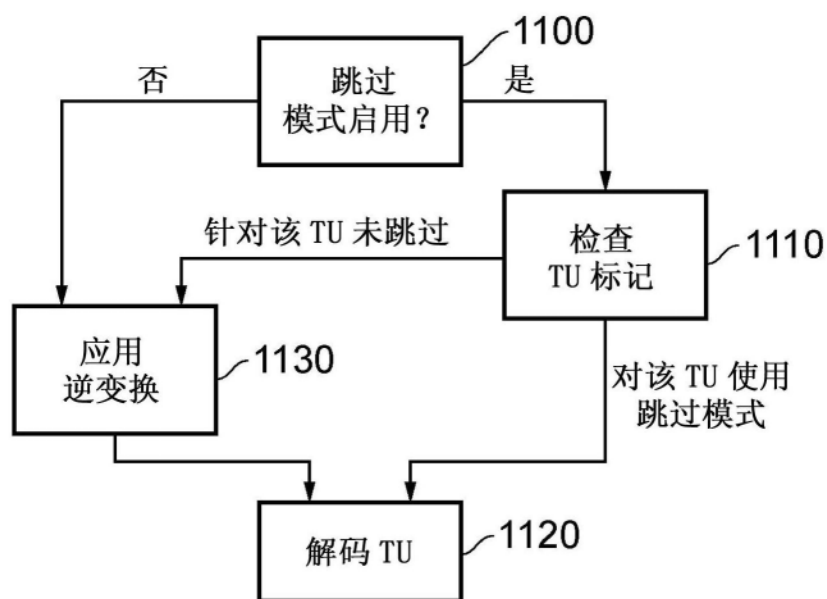 1100
否
跳过
模式启用？
是
针对该 TU 未跳过
检查
TU 标记
1110
应用
逆变换
1130
对该 TU 使用
跳过模式
解码 TU
1120